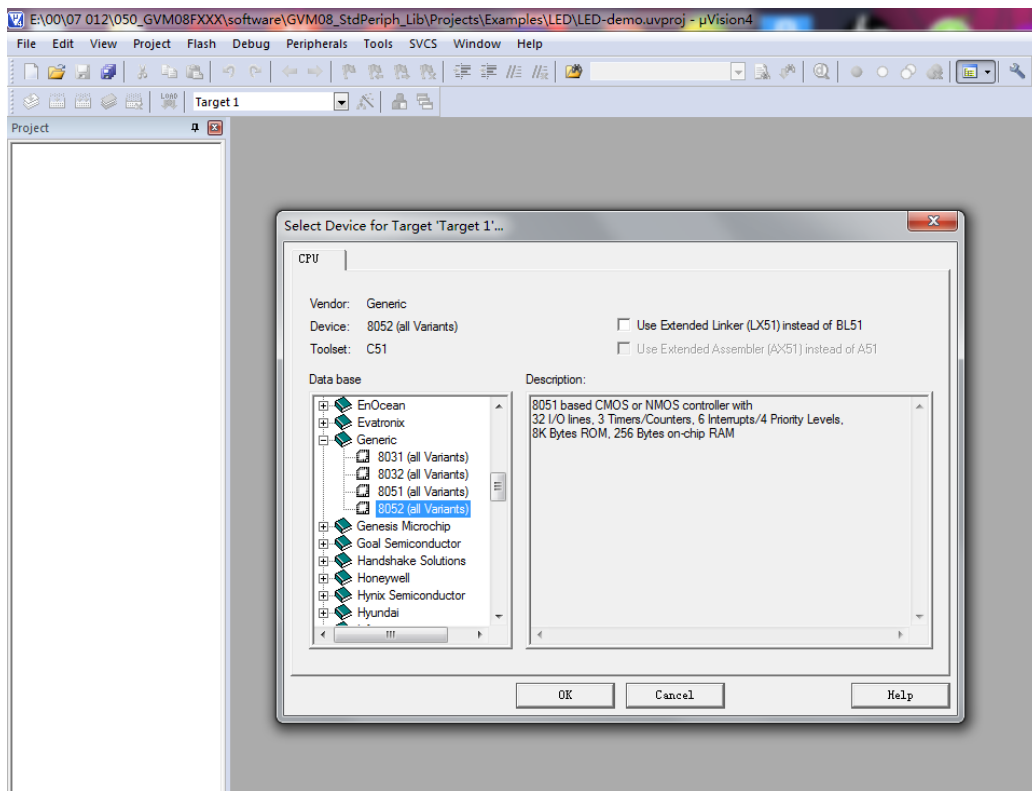 E:\00\07 012\050_GVM08FXXX\software\GVM08_StdPeriph_Lib\Projects\Examples\LED\LED-demo.uvproj - µVision4
File Edit View Project Flash Debug Peripherals Tools SVCS Window Help
LOAD Target 1
Project
Select Device for Target 'Target 1'...
CPU
Vendor: Generic
Device: 8052 (all Variants)
Use Extended Linker (LX51) instead of BL51
Toolset: C51
Use Extended Assembler (AX51) instead of A51
Data base
Description:
EnOcean
Evatronix
Generic
8031 (all Variants)
8032 (all Variants)
8051 (all Variants)
8052 (all Variants)
Genesis Microchip
Goal Semiconductor
Handshake Solutions
Honeywell
Hynix Semiconductor
Hyundai
8051 based CMOS or NMOS controller with
32 I/O lines, 3 Timers/Counters, 6 Interrupts/4 Priority Levels,
8K Bytes ROM, 256 Bytes on-chip RAM
OK Cancel Help